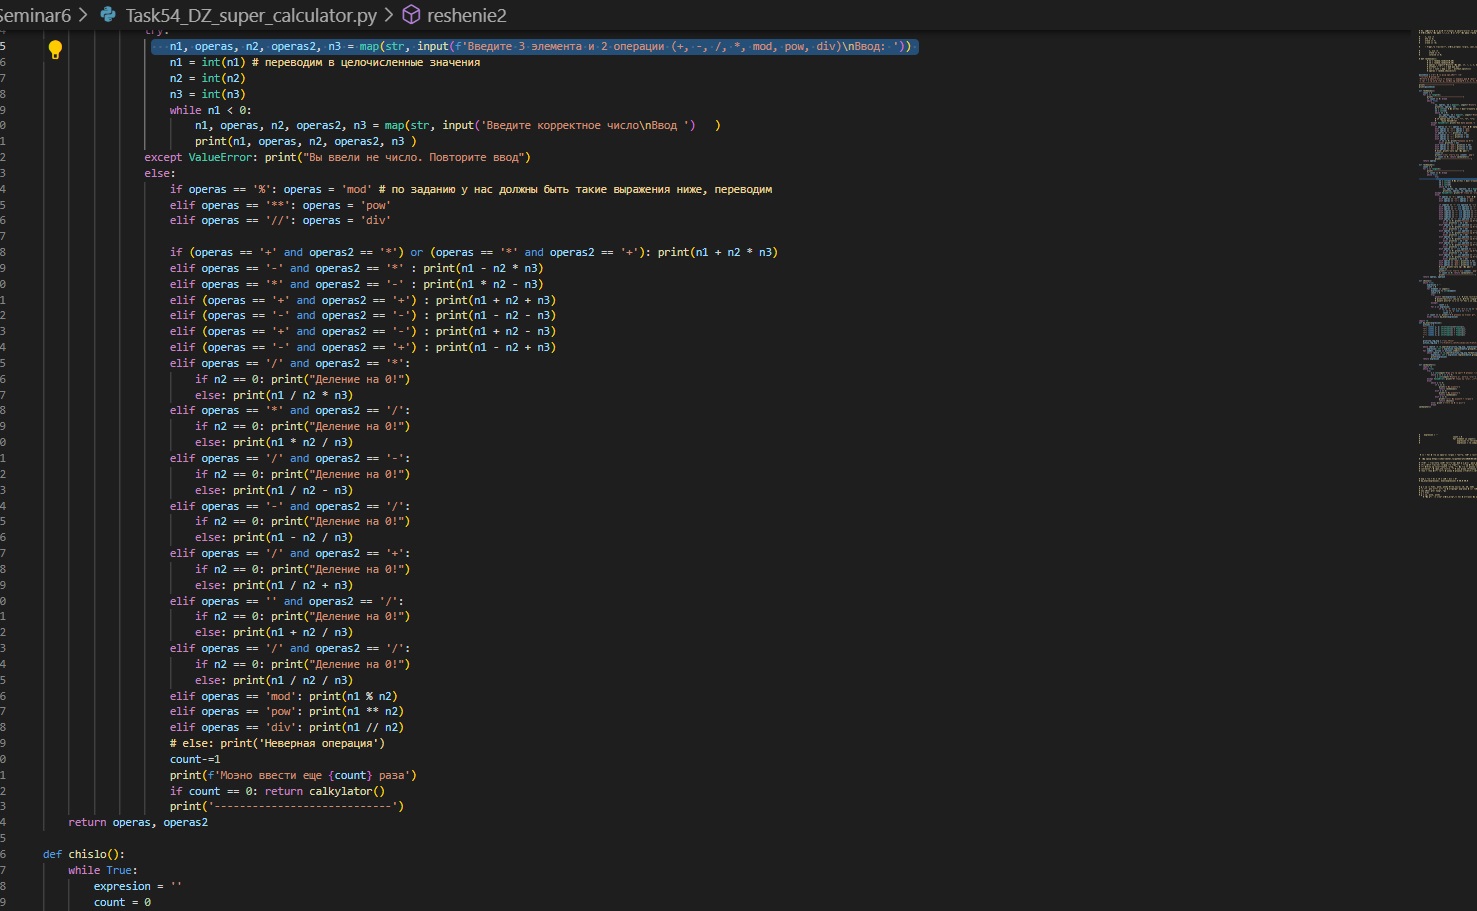 Seminar6 > Task54_DZ_super_calculator.py > reshenie2
try:
5 n1, operas, n2, operas2, n3 = map(str, input(f'Введите 3 элемента и 2 операции (+, -, /, *, mod, pow, div)\nВвод: '))
6 n1 = int(n1) # переводим в целочисленные значения
7 n2 = int(n2)
8 n3 = int(n3)
9 while n1 < 0:
0 n1, operas, n2, operas2, n3 = map(str, input('Введите корректное число\nВвод ')   )
1 print(n1, operas, n2, operas2, n3 )
2 except ValueError: print("Вы ввели не число. Повторите ввод")
3 else:
4 if operas == '%': operas = 'mod' # по заданию у нас должны быть такие выражения ниже, переводим
5 elif operas == '**': operas = 'pow'
6 elif operas == '//': operas = 'div'
7
8 if (operas == '+' and operas2 == '*') or (operas == '*' and operas2 == '+'): print(n1 + n2 * n3)
9 elif operas == '-' and operas2 == '*' : print(n1 - n2 * n3)
0 elif operas == '*' and operas2 == '-' : print(n1 * n2 - n3)
1 elif (operas == '+' and operas2 == '+') : print(n1 + n2 + n3)
2 elif (operas == '-' and operas2 == '-') : print(n1 - n2 - n3)
3 elif (operas == '+' and operas2 == '-') : print(n1 + n2 - n3)
4 elif (operas == '-' and operas2 == '+') : print(n1 - n2 + n3)
5 elif operas == '/' and operas2 == '*':
6 if n2 == 0: print("Деление на 0!")
7 else: print(n1 / n2 * n3)
8 elif operas == '*' and operas2 == '/':
9 if n2 == 0: print("Деление на 0!")
0 else: print(n1 * n2 / n3)
1 elif operas == '/' and operas2 == '-':
2 if n2 == 0: print("Деление на 0!")
3 else: print(n1 / n2 - n3)
4 elif operas == '-' and operas2 == '/':
5 if n2 == 0: print("Деление на 0!")
6 else: print(n1 - n2 / n3)
7 elif operas == '/' and operas2 == '+':
8 if n2 == 0: print("Деление на 0!")
9 else: print(n1 / n2 + n3)
0 elif operas == '' and operas2 == '/':
1 if n2 == 0: print("Деление на 0!")
2 else: print(n1 + n2 / n3)
3 elif operas == '/' and operas2 == '/':
4 if n2 == 0: print("Деление на 0!")
5 else: print(n1 / n2 / n3)
6 elif operas == 'mod': print(n1 % n2)
7 elif operas == 'pow': print(n1 ** n2)
8 elif operas == 'div': print(n1 // n2)
9 # else: print('Неверная операция')
0 count-=1
1 print(f'Моэно ввести еще {count} раза')
2 if count == 0: return calkylator()
3 print('----------------------------')
4 return operas, operas2
5
6 def chislo():
7 while True:
8 expresion = ''
9 count = 0